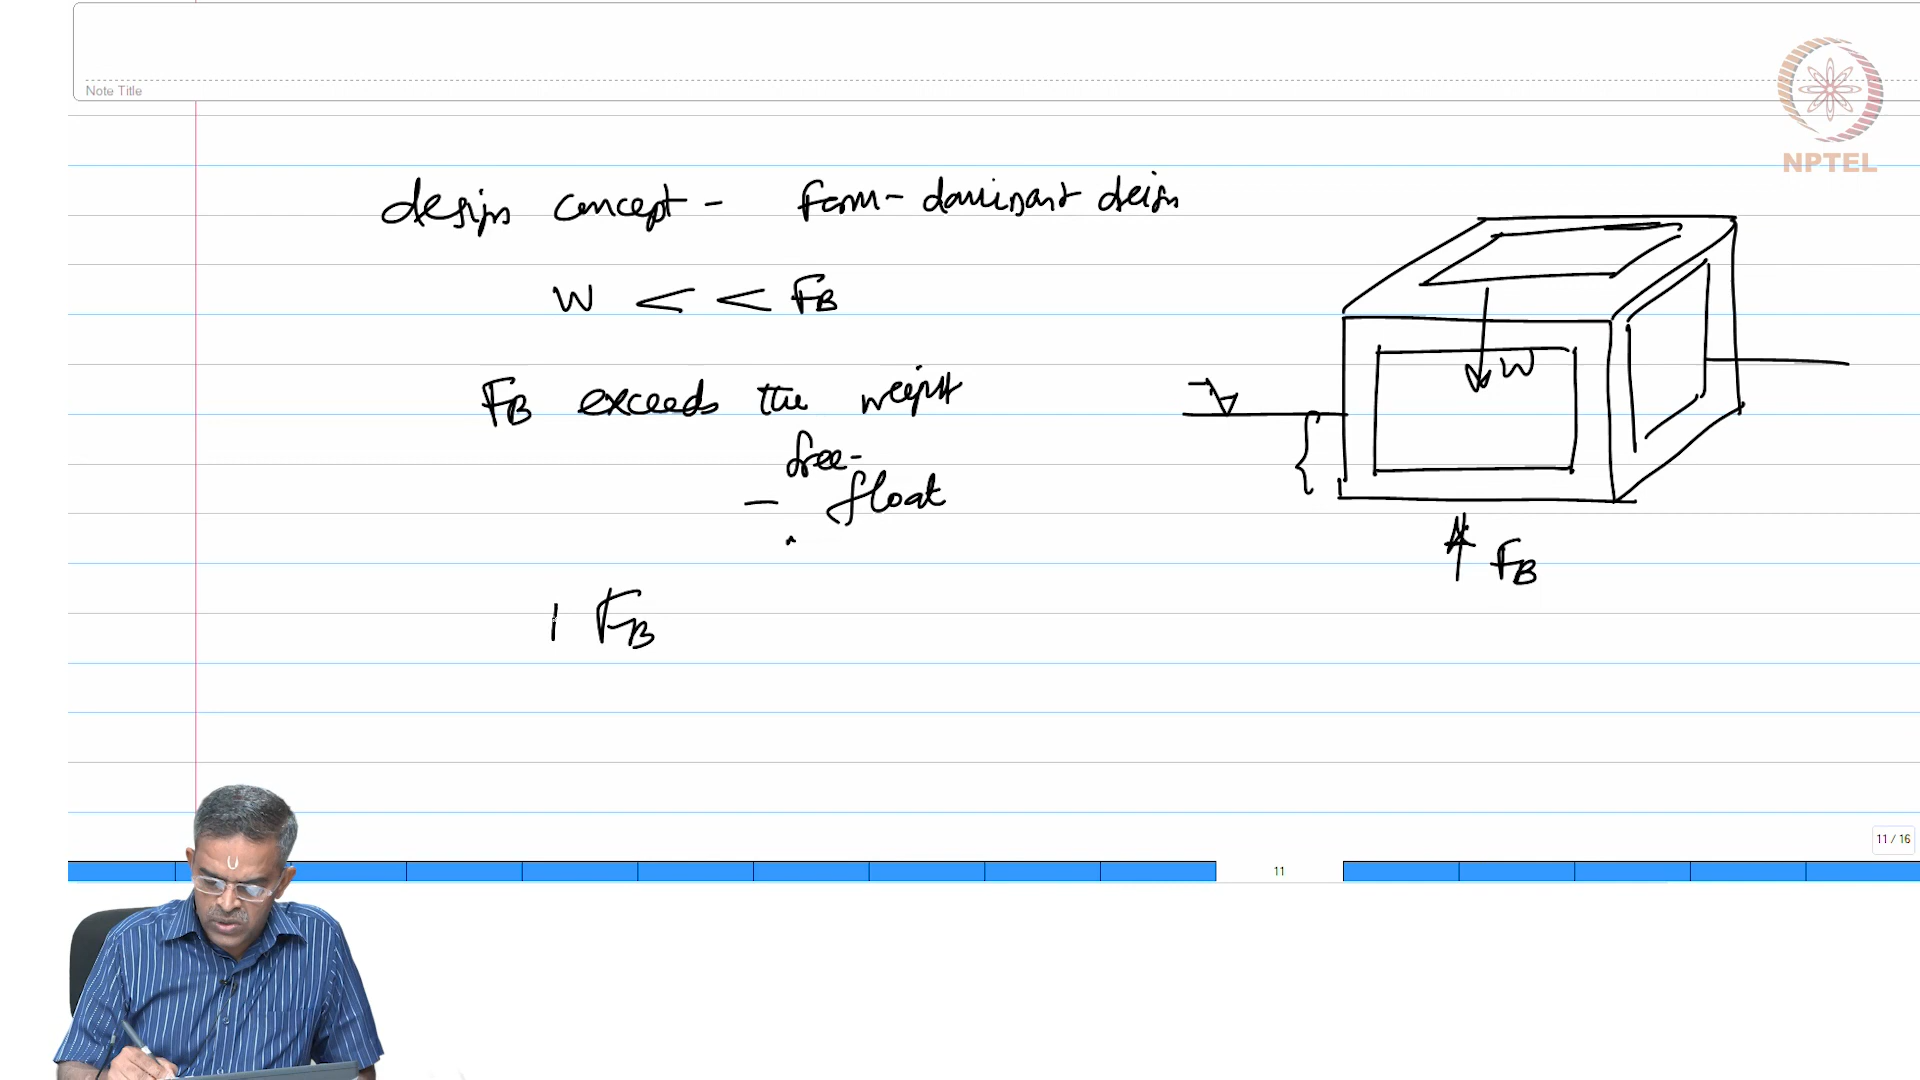 Note Title
NPTEL
design concept - Form-dominant design
W < < FB
FB exceeds the weight
free-
- float
FB
W
FB
11 / 16
11